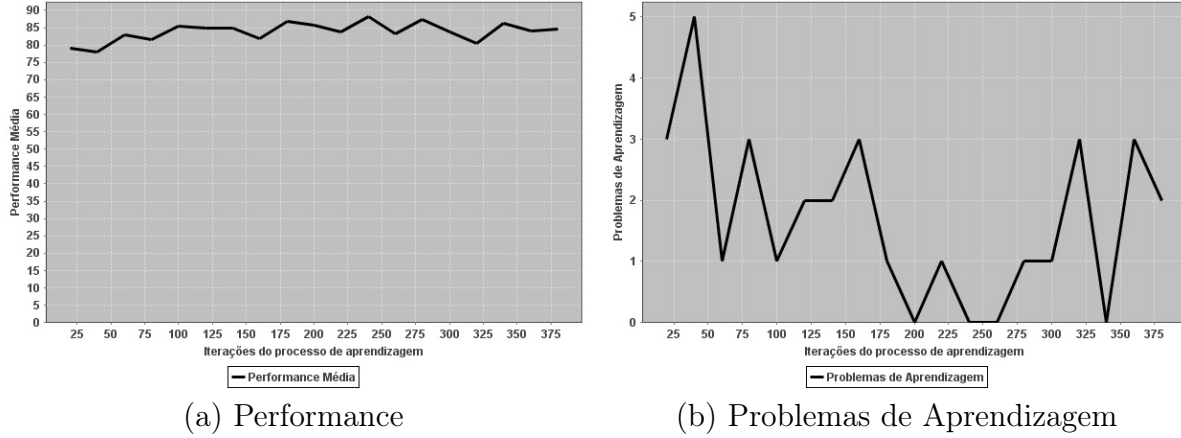 90
85
80
75
70
65
60
55
50
45
40
35
30
25
20
15
10
5
0
Performance Média
25 50 75 100 125 150 175 200 225 250 275 300 325 350 375
Iterações do processo de aprendizagem
Performance Média
(a) Performance
5
4
3
2
1
0
Problemas de Aprendizagem
25 50 75 100 125 150 175 200 225 250 275 300 325 350 375
Iterações do processo de aprendizagem
Problemas de Aprendizagem
(b) Problemas de Aprendizagem